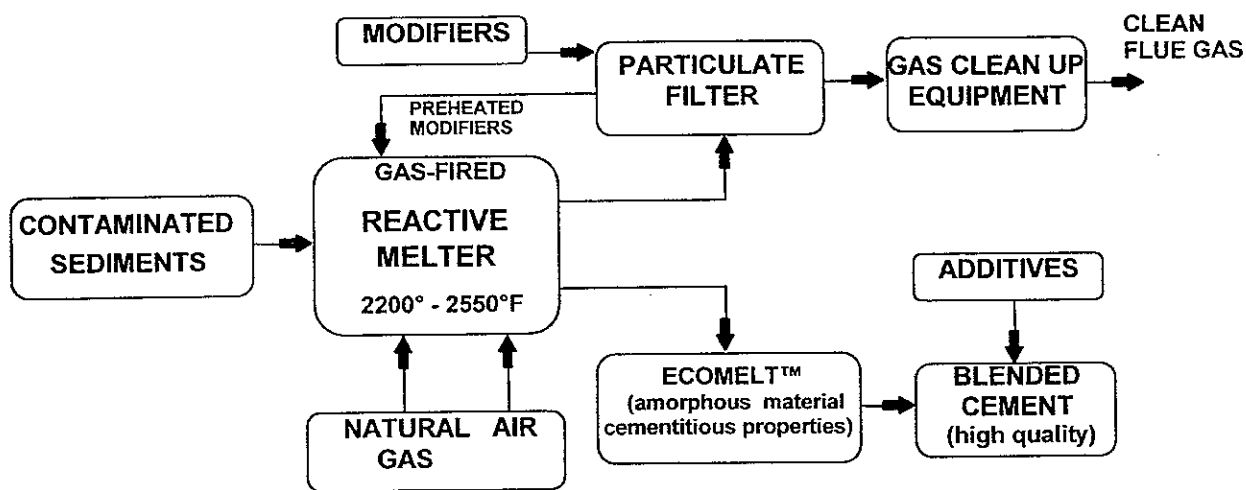 MODIFIERS
PARTICULATE
FILTER
GAS CLEAN UP
EQUIPMENT
CLEAN
FLUE GAS
PREHEATED
MODIFIERS
GAS-FIRED
REACTIVE
MELTER
2200° - 2550°F
CONTAMINATED
SEDIMENTS
NATURAL AIR
GAS
ECOMELT™
(amorphous material
cementitious properties)
ADDITIVES
BLENDED
CEMENT
(high quality)